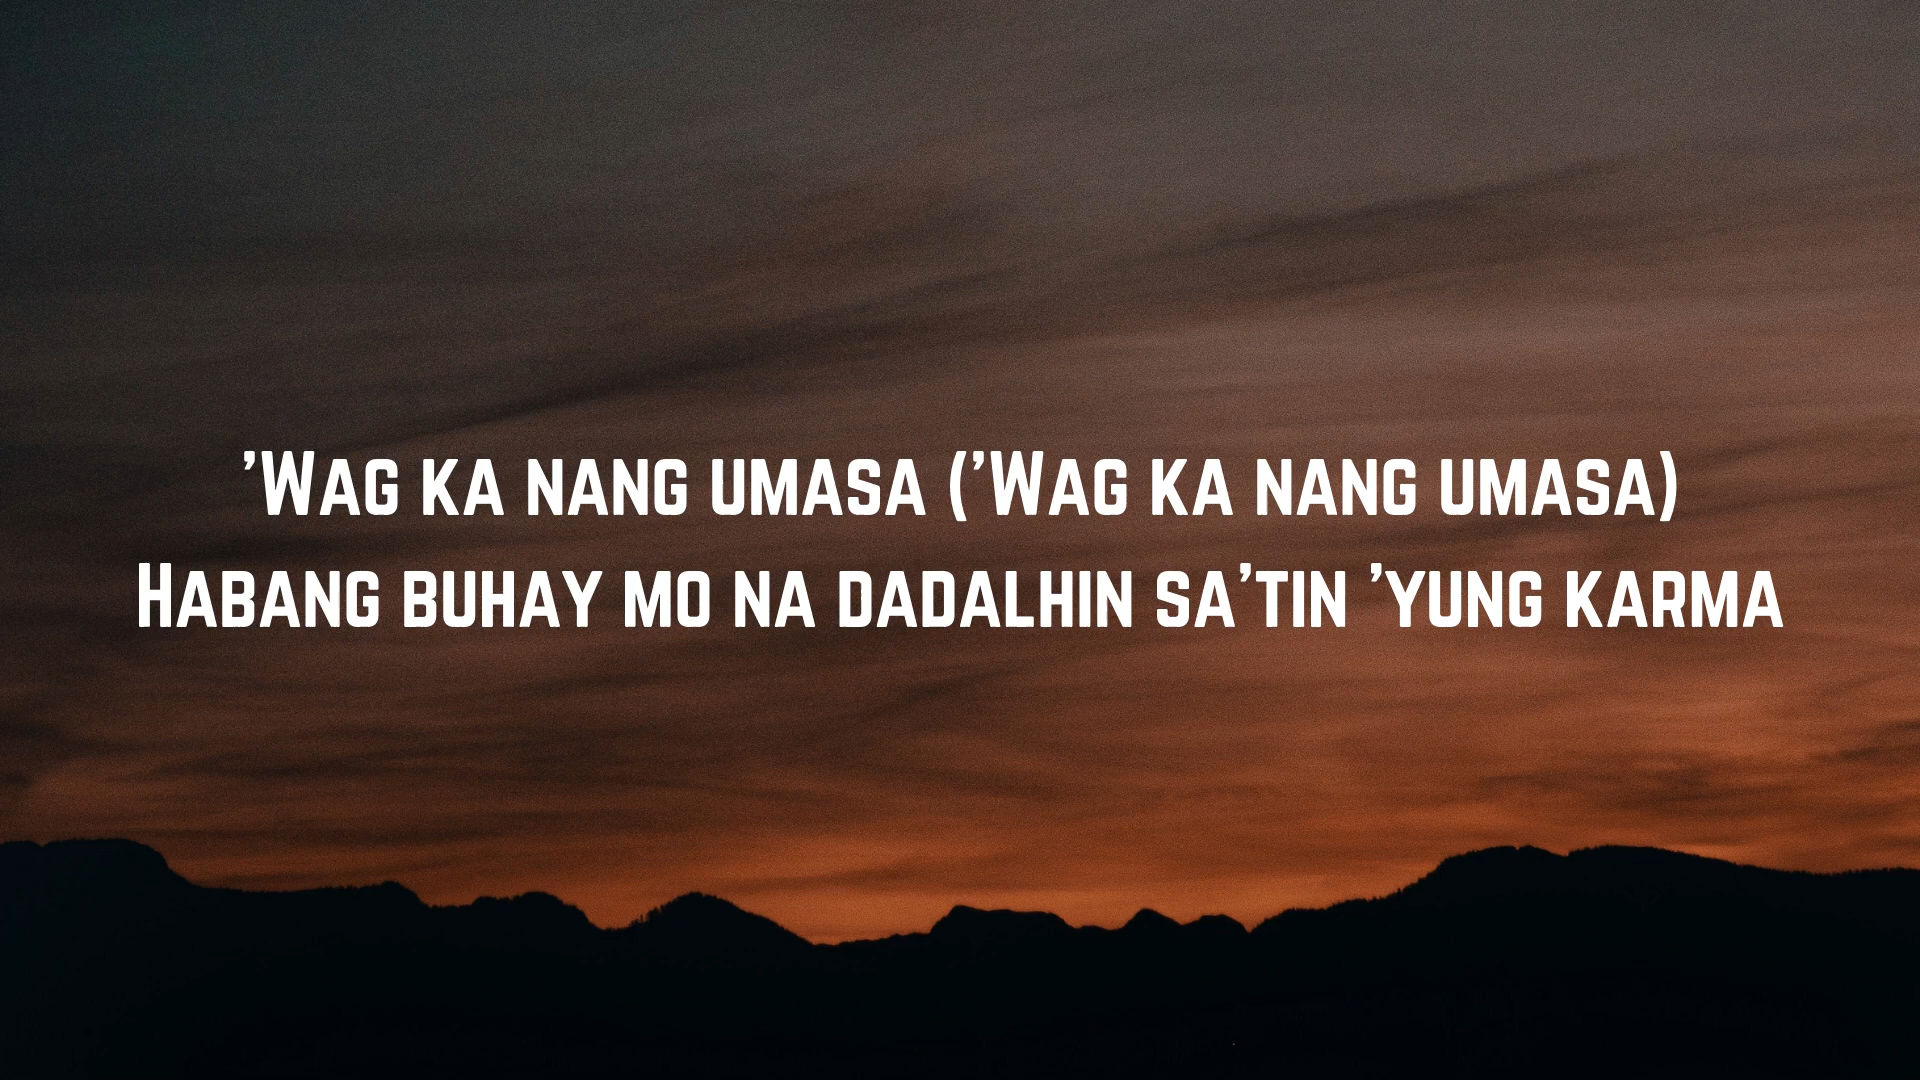 ’Wag ka nang umasa (’Wag ka nang umasa)
Habang buhay mo na dadalhin sa’tin ’yung karma